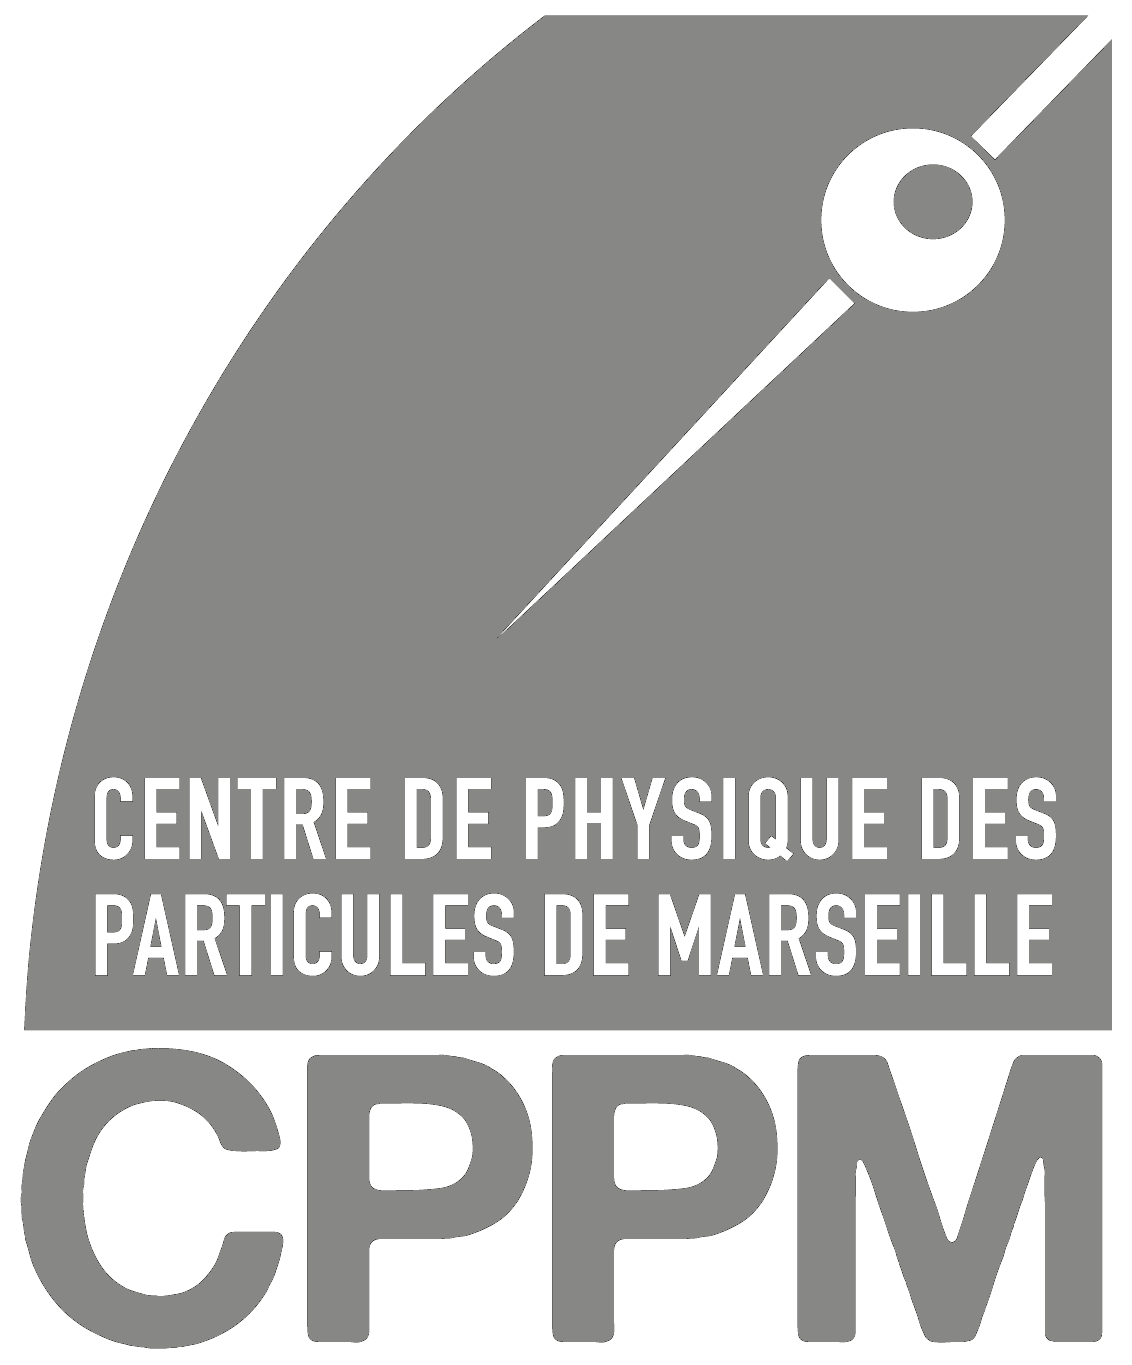 CENTRE DE PHYSIQUE DES
PARTICULES DE MARSEILLE
CPPM